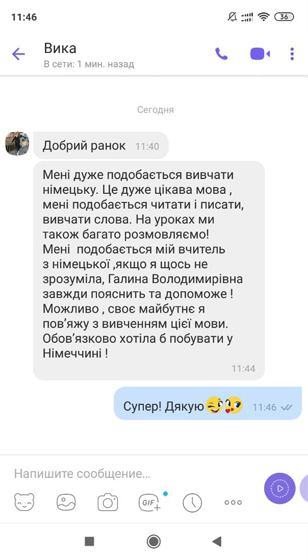 11:46
36
Вика
В сети: 1 мин. назад
Сегодня
Добрий ранок
11:40
Мені дуже подобається вивчати
німецьку. Це дуже цікава мова ,
мені подобається читати і писати,
вивчати слова. На уроках ми
також багато розмовляємо!
Мені подобається мій вчитель
з німецької ,якщо я щось не
зрозуміла, Галина Володимирівна
завжди пояснить та допоможе !
Можливо , своє майбутнє я
пов’яжу з вивченням цієї мови.
Обов’язково хотіла б побувати у
Німеччині !
11:44
Супер! Дякую😜💋
11:46
Напишите сообщение...
GIF